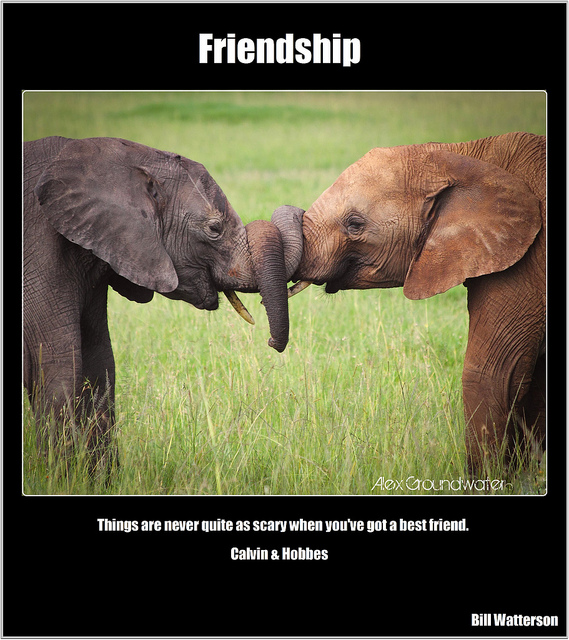 Friendship
Alex Groundwater
Things are never quite as scary when you've got a best friend.
Calvin & Hobbes
Bill Watterson